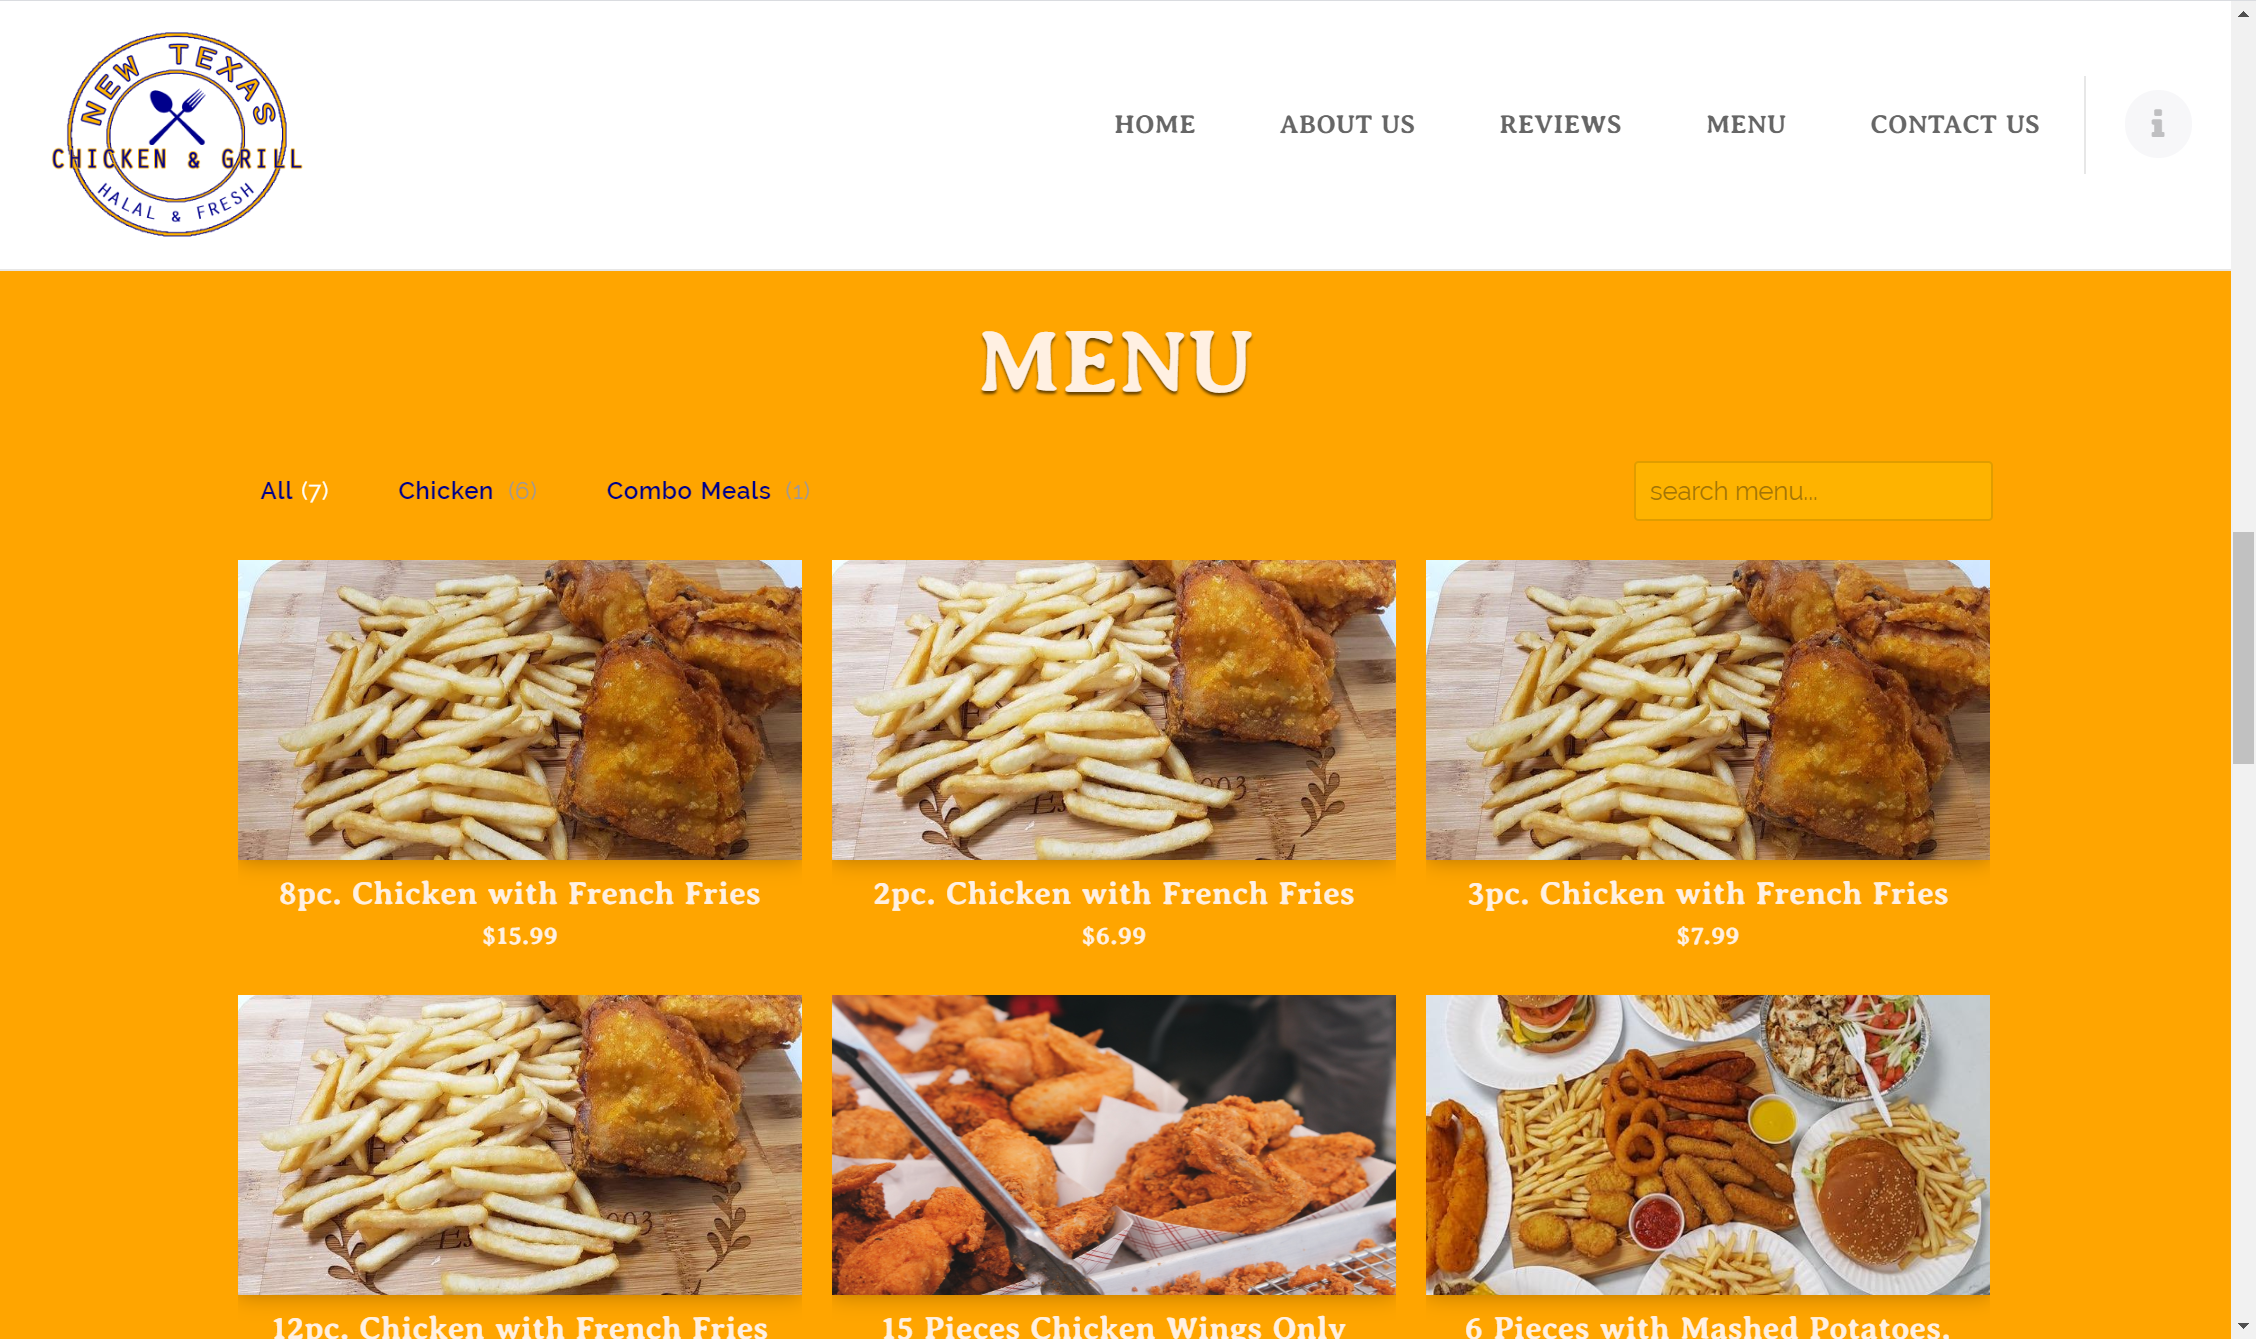 NEW TEXAS
CHICKEN & GRILL
HALAL & FRESH
HOME
ABOUT US
REVIEWS
MENU
CONTACT US
MENU
All (7)
Chicken (6)
Combo Meals (1)
search menu...
8pc. Chicken with French Fries
$15.99
2pc. Chicken with French Fries
$6.99
3pc. Chicken with French Fries
$7.99
12pc. Chicken with French Fries
15 Pieces Chicken Wings Only
6 Pieces with Mashed Potatoes,